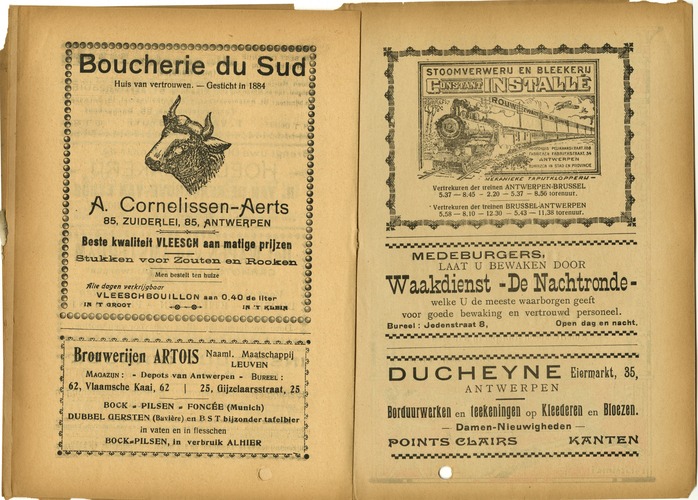 Boucherie du Sud
Huis van vertrouwen. — Gesticht in 1884
A. Cornelissen-Aerts
85, ZUIDERLEI, 85, ANTWERPEN
Beste kwaliteit VLEESCH aan matige prijzen
Stukken voor Zouten en Rooken
Men bestelt ten huize
Alle dagen verkrijgbaar
VLEESCHBOUILLON aan 0.40 de liter
IN 'T GROOT IN 'T KLEIN
Brouwerijen ARTOIS Naaml. Maatschappij
LEUVEN
MAGAZIJN: - Depots van Antwerpen - BUREEL:
62, Vlaamsche Kaai, 62 | 25, Gijzelaarsstraat, 25
BOCK - PILSEN - FONCÉE (Munich)
DUBBEL GERSTEN (Bavière) en B S T bijzonder tafelbier
in vaten en in flesschen
BOCK-PILSEN, in verbruik ALHIER
STOOMVERWERIJ EN BLEEKERIJ
CONSTANT INSTALLÉ
ROUW
ANTWERPEN
MEKANIEKE TAPIJTKLOPPERIJ
Vertrekuren der treinen ANTWERPEN-BRUSSEL
5.37 — 8.45 - 2.20 — 5.37 — 8.36 torenuur.
Vertrekuren der treinen BRUSSEL-ANTWERPEN
5.58 — 8.10 — 12.30 — 5.43 — 11.38 torenuur.
MEDEBURGERS,
LAAT U BEWAKEN DOOR
Waakdienst - De Nachtronde -
welke U de meeste waarborgen geeft
voor goede bewaking en vertrouwd personeel.
Bureel: Jodenstraat 8, Open dag en nacht.
DUCHEYNE Eiermarkt, 35,
ANTWERPEN
Borduurwerken en teekeningen op Kleederen en Bloezen.
— Damen-Nieuwigheden —
POINTS CLAIRS KANTEN